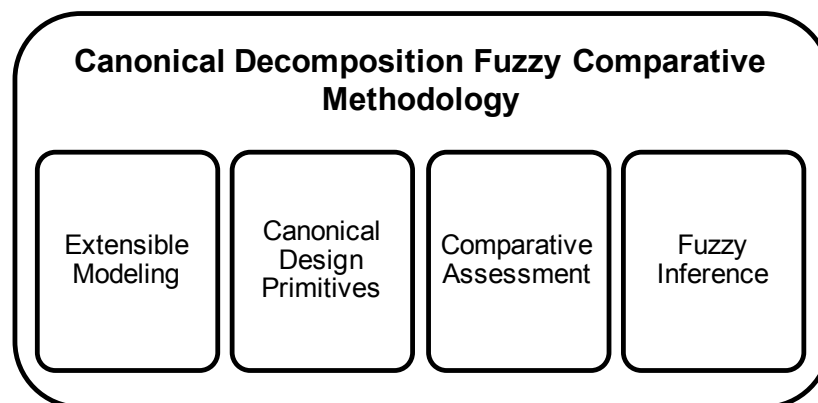 Canonical Decomposition Fuzzy Comparative
Methodology
Extensible
Modeling
Canonical
Design
Primitives
Comparative
Assessment
Fuzzy
Inference